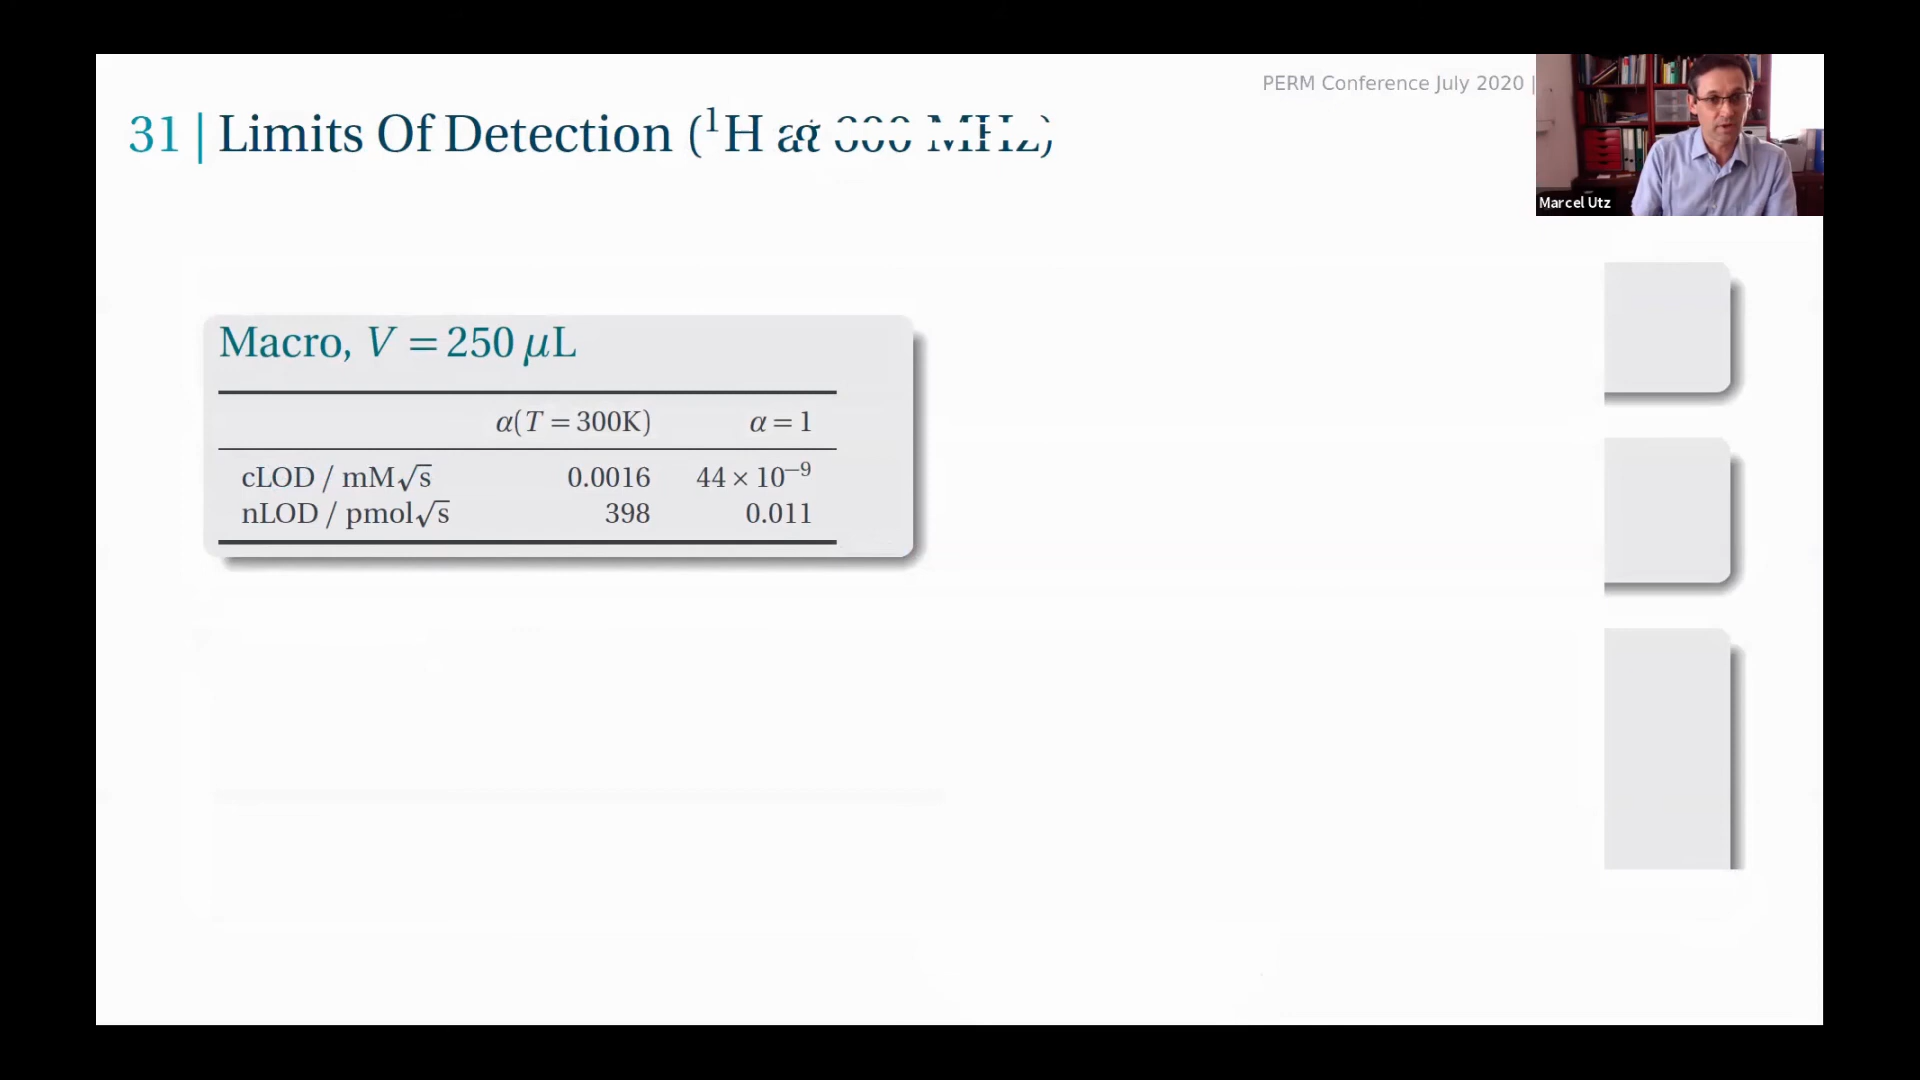 PERM Conference July 2020 |
31 | Limits Of Detection (¹H at MHz)
Marcel Utz
Macro, V = 250 μL
α(T = 300K) α = 1
cLOD / mM√s 0.0016 44 × 10⁻⁹
nLOD / pmol√s 398 0.011